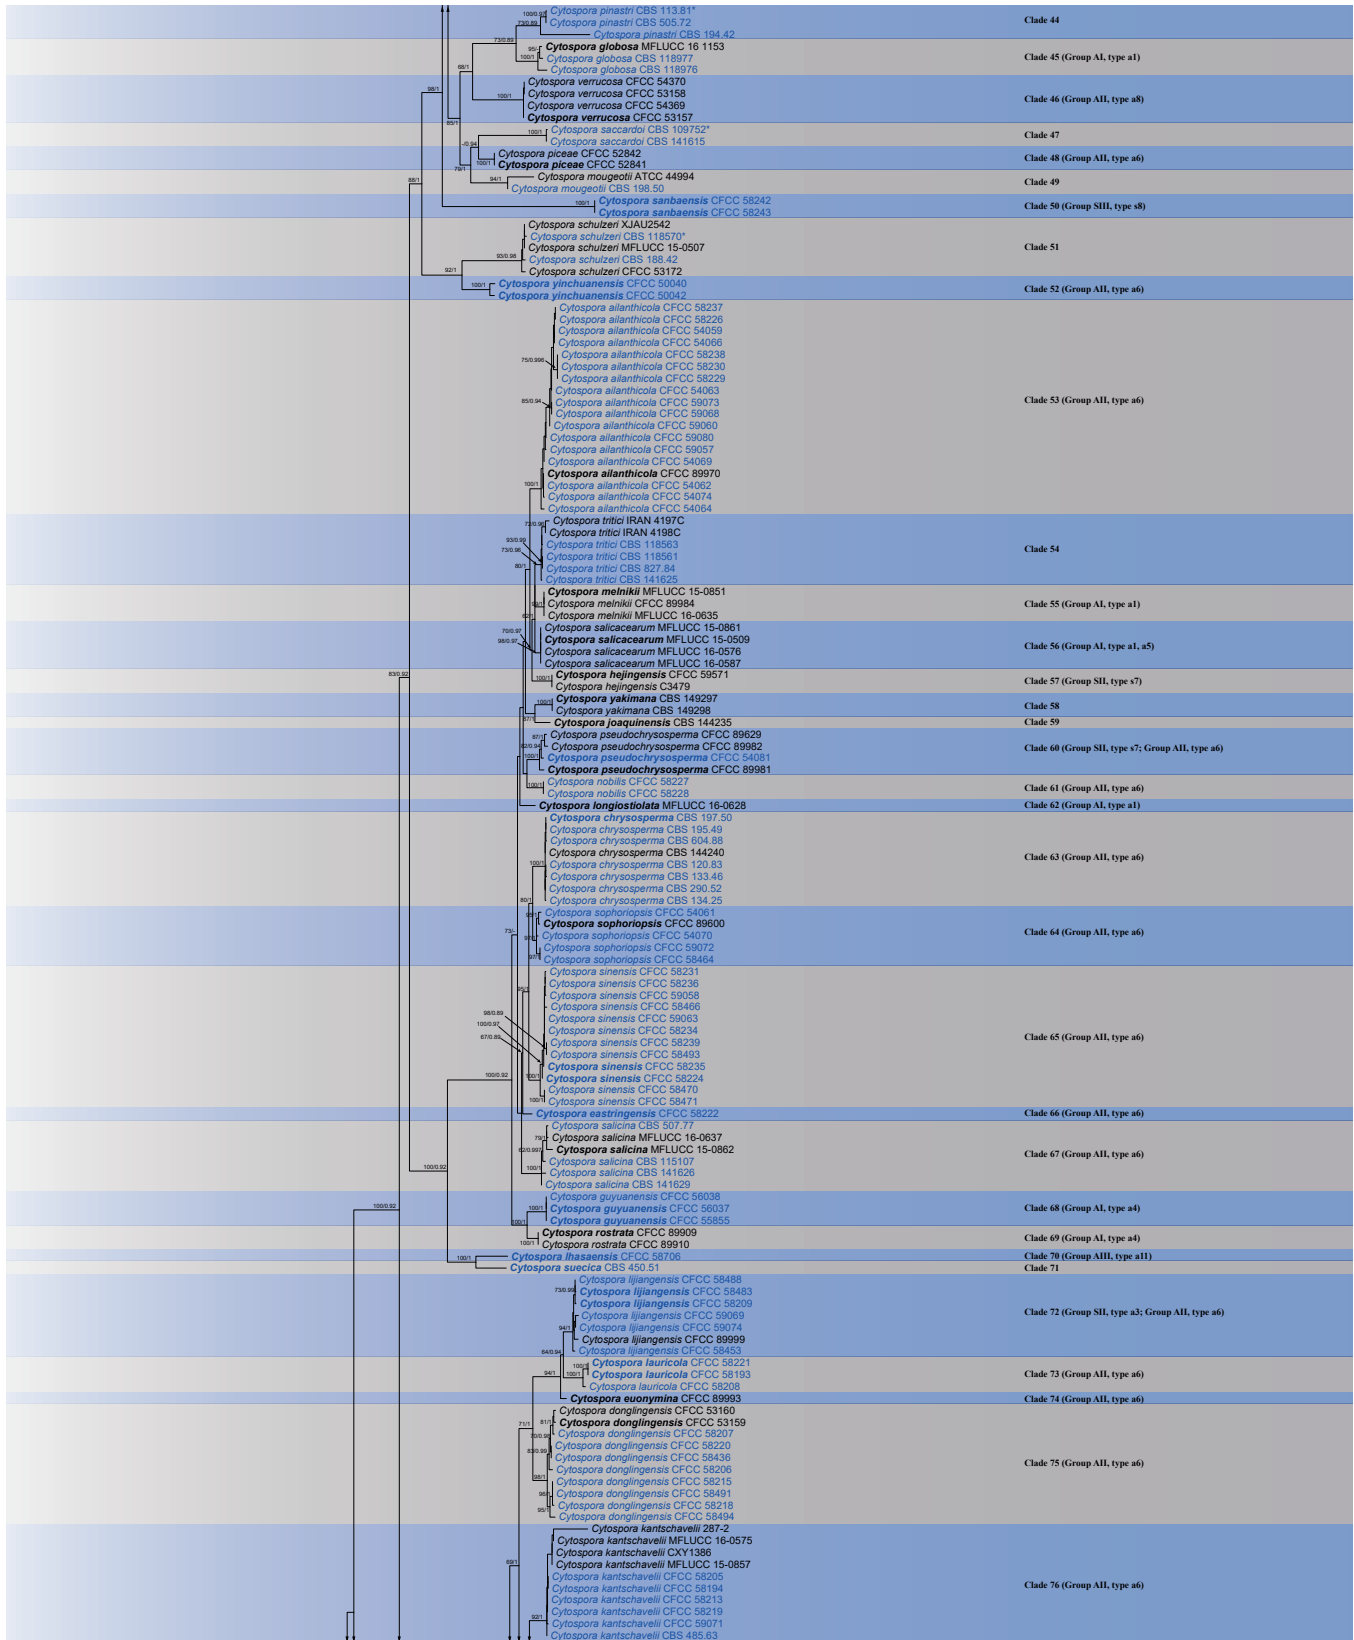 Cytospora pinastri CBS 113.81*
Cytospora pinastri CBS 505.72
Cytospora pinastri CBS 194.42
Clade 44
Cytospora globosa MFLUCC 16 1153
Cytospora globosa CBS 118977
Cytospora globosa CBS 118976
Clade 45 (Group AI, type a1)
Cytospora verrucosa CFCC 54370
Cytospora verrucosa CFCC 53158
Cytospora verrucosa CFCC 54369
Cytospora verrucosa CFCC 53157
Clade 46 (Group AII, type a8)
Cytospora saccardoi CBS 109752*
Cytospora saccardoi CBS 141615
Clade 47
Cytospora piceae CFCC 52842
Cytospora piceae CFCC 52841
Clade 48 (Group AII, type a6)
Cytospora mougeotii ATCC 44994
Cytospora mougeotii CBS 198.50
Clade 49
Cytospora sanbaensis CFCC 58242
Cytospora sanbaensis CFCC 58243
Clade 50 (Group SIII, type s8)
Cytospora schulzeri XJAU2542
Cytospora schulzeri CBS 118570*
Cytospora schulzeri MFLUCC 15-0507
Cytospora schulzeri CBS 188.42
Cytospora schulzeri CFCC 53172
Clade 51
Cytospora yinchuanensis CFCC 50040
Cytospora yinchuanensis CFCC 50042
Clade 52 (Group AII, type a6)
Cytospora ailanthicola CFCC 58237
Cytospora ailanthicola CFCC 58226
Cytospora ailanthicola CFCC 54059
Cytospora ailanthicola CFCC 54066
Cytospora ailanthicola CFCC 58238
Cytospora ailanthicola CFCC 58230
Cytospora ailanthicola CFCC 58229
Cytospora ailanthicola CFCC 54063
Cytospora ailanthicola CFCC 59073
Cytospora ailanthicola CFCC 59068
Cytospora ailanthicola CFCC 59060
Cytospora ailanthicola CFCC 59080
Cytospora ailanthicola CFCC 59057
Cytospora ailanthicola CFCC 54069
Cytospora ailanthicola CFCC 89970
Cytospora ailanthicola CFCC 54062
Cytospora ailanthicola CFCC 54074
Cytospora ailanthicola CFCC 54064
Clade 53 (Group AII, type a6)
Cytospora tritici IRAN 4197C
Cytospora tritici IRAN 4198C
Cytospora tritici CBS 118563
Cytospora tritici CBS 118561
Cytospora tritici CBS 827.84
Cytospora tritici CBS 141625
Clade 54
Cytospora melnikii MFLUCC 15-0851
Cytospora melnikii CFCC 89984
Cytospora melnikii MFLUCC 16-0635
Clade 55 (Group AI, type a1)
Cytospora salicacearum MFLUCC 15-0861
Cytospora salicacearum MFLUCC 15-0509
Cytospora salicacearum MFLUCC 16-0576
Cytospora salicacearum MFLUCC 16-0587
Clade 56 (Group AI, type a1, a5)
Cytospora hejingensis CFCC 59571
Cytospora hejingensis C3479
Clade 57 (Group SII, type s7)
Cytospora yakimana CBS 149297
Cytospora yakimana CBS 149298
Clade 58
Cytospora joaquinensis CBS 144235
Clade 59
Cytospora pseudochrysosperma CFCC 89629
Cytospora pseudochrysosperma CFCC 89982
Cytospora pseudochrysosperma CFCC 54081
Cytospora pseudochrysosperma CFCC 89981
Clade 60 (Group SII, type s7; Group AII, type a6)
Cytospora nobilis CFCC 58227
Cytospora nobilis CFCC 58228
Clade 61 (Group AII, type a6)
Cytospora longiostiolata MFLUCC 16-0628
Clade 62 (Group AI, type a1)
Cytospora chrysosperma CBS 197.50
Cytospora chrysosperma CBS 195.49
Cytospora chrysosperma CBS 604.88
Cytospora chrysosperma CBS 144240
Cytospora chrysosperma CBS 120.83
Cytospora chrysosperma CBS 133.46
Cytospora chrysosperma CBS 290.52
Cytospora chrysosperma CBS 134.25
Clade 63 (Group AII, type a6)
Cytospora sophoriopsis CFCC 54061
Cytospora sophoriopsis CFCC 89600
Cytospora sophoriopsis CFCC 54070
Cytospora sophoriopsis CFCC 59072
Cytospora sophoriopsis CFCC 58464
Clade 64 (Group AII, type a6)
Cytospora sinensis CFCC 58231
Cytospora sinensis CFCC 58236
Cytospora sinensis CFCC 59058
Cytospora sinensis CFCC 58466
Cytospora sinensis CFCC 59063
Cytospora sinensis CFCC 58234
Cytospora sinensis CFCC 58239
Cytospora sinensis CFCC 58493
Cytospora sinensis CFCC 58235
Cytospora sinensis CFCC 58224
Cytospora sinensis CFCC 58470
Cytospora sinensis CFCC 58471
Clade 65 (Group AII, type a6)
Cytospora eastringensis CFCC 58222
Clade 66 (Group AII, type a6)
Cytospora salicina CBS 507.77
Cytospora salicina MFLUCC 16-0637
Cytospora salicina MFLUCC 15-0862
Cytospora salicina CBS 115107
Cytospora salicina CBS 141626
Cytospora salicina CBS 141629
Clade 67 (Group AII, type a6)
Cytospora guyuanensis CFCC 56038
Cytospora guyuanensis CFCC 56037
Cytospora guyuanensis CFCC 55855
Clade 68 (Group AI, type a4)
Cytospora rostrata CFCC 89909
Cytospora rostrata CFCC 89910
Clade 69 (Group AI, type a4)
Cytospora lhasaensis CFCC 58706
Clade 70 (Group AIII, type a11)
Cytospora suecica CBS 450.51
Clade 71
Cytospora lijiangensis CFCC 58488
Cytospora lijiangensis CFCC 58483
Cytospora lijiangensis CFCC 58209
Cytospora lijiangensis CFCC 59069
Cytospora lijiangensis CFCC 59074
Cytospora lijiangensis CFCC 89999
Cytospora lijiangensis CFCC 58453
Clade 72 (Group SII, type a3; Group AII, type a6)
Cytospora lauricola CFCC 58221
Cytospora lauricola CFCC 58193
Cytospora lauricola CFCC 58208
Clade 73 (Group AII, type a6)
Cytospora euonymina CFCC 89993
Clade 74 (Group AII, type a6)
Cytospora donglingensis CFCC 53160
Cytospora donglingensis CFCC 53159
Cytospora donglingensis CFCC 58207
Cytospora donglingensis CFCC 58220
Cytospora donglingensis CFCC 58436
Cytospora donglingensis CFCC 58206
Cytospora donglingensis CFCC 58215
Cytospora donglingensis CFCC 58491
Cytospora donglingensis CFCC 58218
Cytospora donglingensis CFCC 58494
Clade 75 (Group AII, type a6)
Cytospora kantschavelii 287-2
Cytospora kantschavelii MFLUCC 16-0575
Cytospora kantschavelii CXY1386
Cytospora kantschavelii MFLUCC 15-0857
Cytospora kantschavelii CFCC 58205
Cytospora kantschavelii CFCC 58194
Cytospora kantschavelii CFCC 58213
Cytospora kantschavelii CFCC 58219
Cytospora kantschavelii CFCC 59071
Cytospora kantschavelii CBS 485.63
Clade 76 (Group AII, type a6)